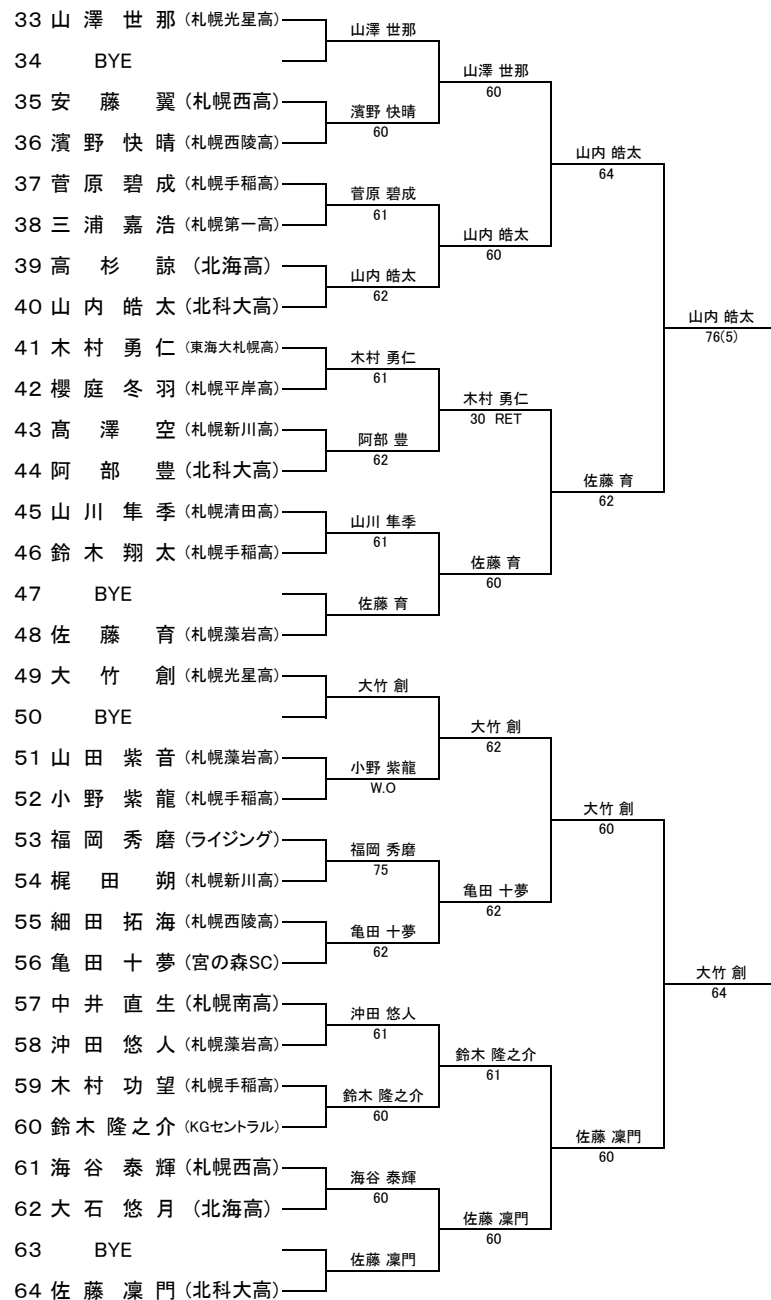 33 山澤世那 (札幌光星高)
34 BYE
35 安藤翼 (札幌西高)
36 濱野快晴 (札幌西陵高)
37 菅原碧成 (札幌手稲高)
38 三浦嘉浩 (札幌第一高)
39 高杉諒 (北海高)
40 山内皓太 (北科大高)
41 木村勇仁 (東海大札幌高)
42 櫻庭冬羽 (札幌平岸高)
43 髙澤空 (札幌新川高)
44 阿部豊 (北科大高)
45 山川隼季 (札幌清田高)
46 鈴木翔太 (札幌手稲高)
47 BYE
48 佐藤育 (札幌藻岩高)
49 大竹創 (札幌光星高)
50 BYE
51 山田紫音 (札幌藻岩高)
52 小野紫龍 (札幌手稲高)
53 福岡秀磨 (ライジング)
54 梶田朔 (札幌新川高)
55 細田拓海 (札幌西陵高)
56 亀田十夢 (宮の森SC)
57 中井直生 (札幌南高)
58 沖田悠人 (札幌藻岩高)
59 木村功望 (札幌手稲高)
60 鈴木隆之介 (KGセントラル)
61 海谷泰輝 (札幌西高)
62 大石悠月 (北海高)
63 BYE
64 佐藤凜門 (北科大高)
山澤 世那
濱野 快晴
60
菅原 碧成
61
山内 皓太
62
木村 勇仁
61
阿部 豊
62
山川 隼季
61
佐藤 育
大竹 創
小野 紫龍
W.O
福岡 秀磨
75
亀田 十夢
62
沖田 悠人
61
鈴木 隆之介
60
海谷 泰輝
60
佐藤 凜門
山澤 世那
60
山内 皓太
60
木村 勇仁
30 RET
佐藤 育
60
大竹 創
62
亀田 十夢
62
鈴木 隆之介
61
佐藤 凜門
60
山内 皓太
64
佐藤 育
62
大竹 創
60
佐藤 凜門
60
山内 皓太
76(5)
大竹 創
64